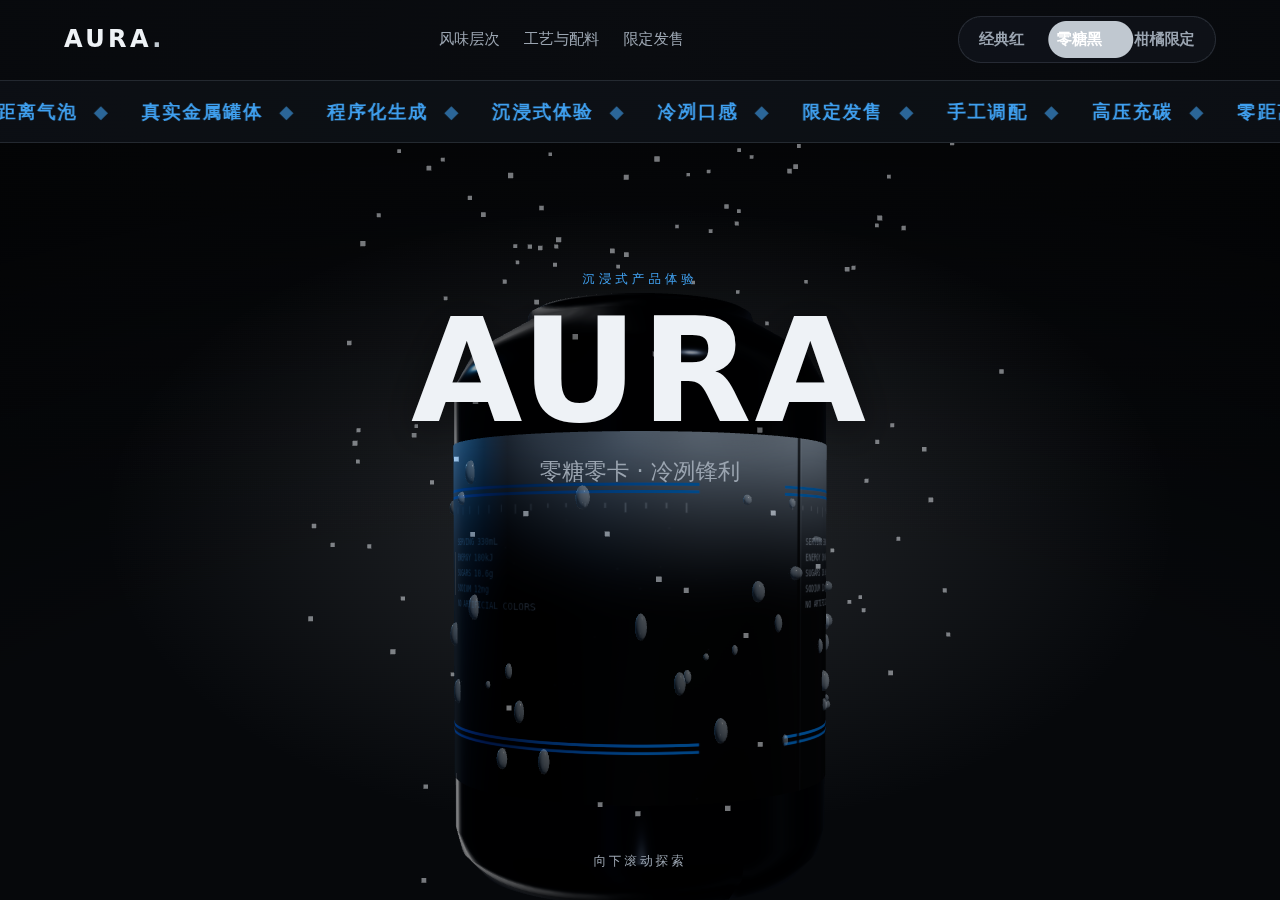 AURA.
风味层次 工艺与配料 限定发售
经典红 零糖黑 柑橘限定
距离气泡 ◆ 真实金属罐体 ◆ 程序化生成 ◆ 沉浸式体验 ◆ 冷冽口感 ◆ 限定发售 ◆ 手工调配 ◆ 高压充碳 ◆ 零距
沉浸式产品体验
AURA
零糖零卡 · 冷冽锋利
COLORS
向下滚动探索